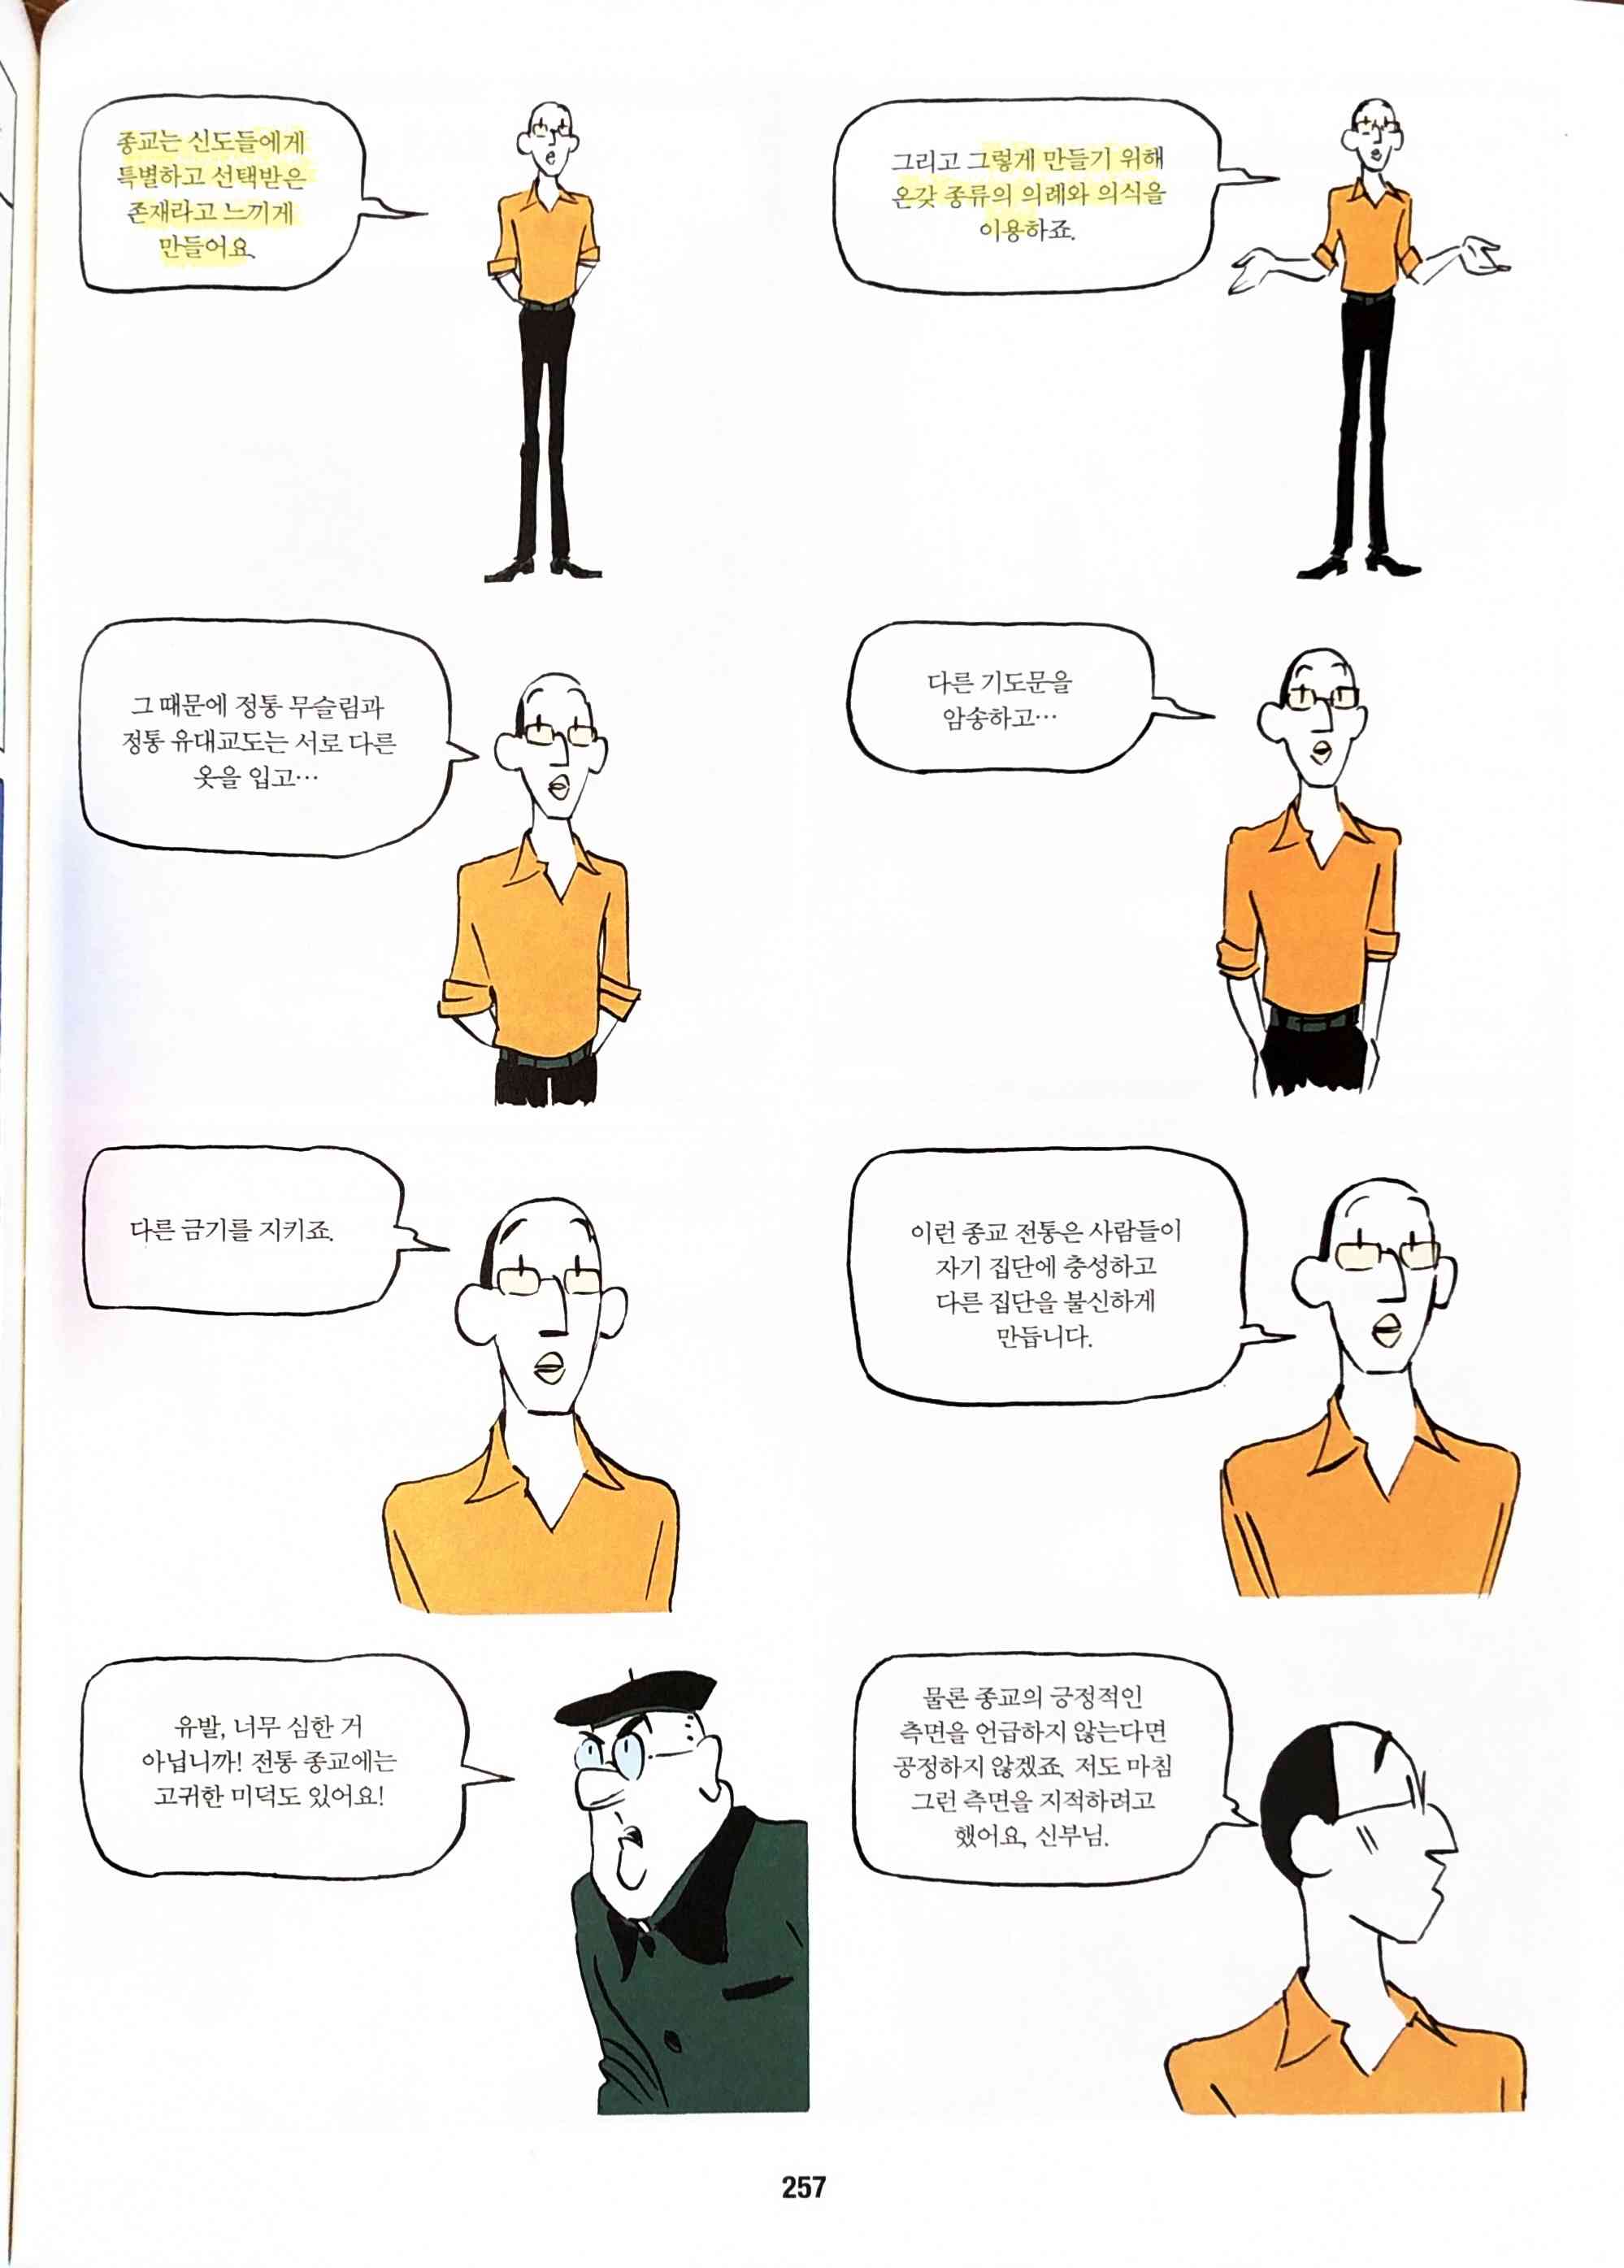 종교는 신도들에게
특별하고 선택받은
존재라고 느끼게
만들어요.
그리고 그렇게 만들기 위해
온갖 종류의 의례와 의식을
이용하죠.
그 때문에 정통 무슬림과
정통 유대교도는 서로 다른
옷을 입고…
다른 기도문을
암송하고…
다른 금기를 지키죠.
이런 종교 전통은 사람들이
자기 집단에 충성하고
다른 집단을 불신하게
만듭니다.
유발, 너무 심한 거
아닙니까! 전통 종교에는
고귀한 미덕도 있어요!
물론 종교의 긍정적인
측면을 언급하지 않는다면
공정하지 않겠죠. 저도 마침
그런 측면을 지적하려고
했어요, 신부님.
257